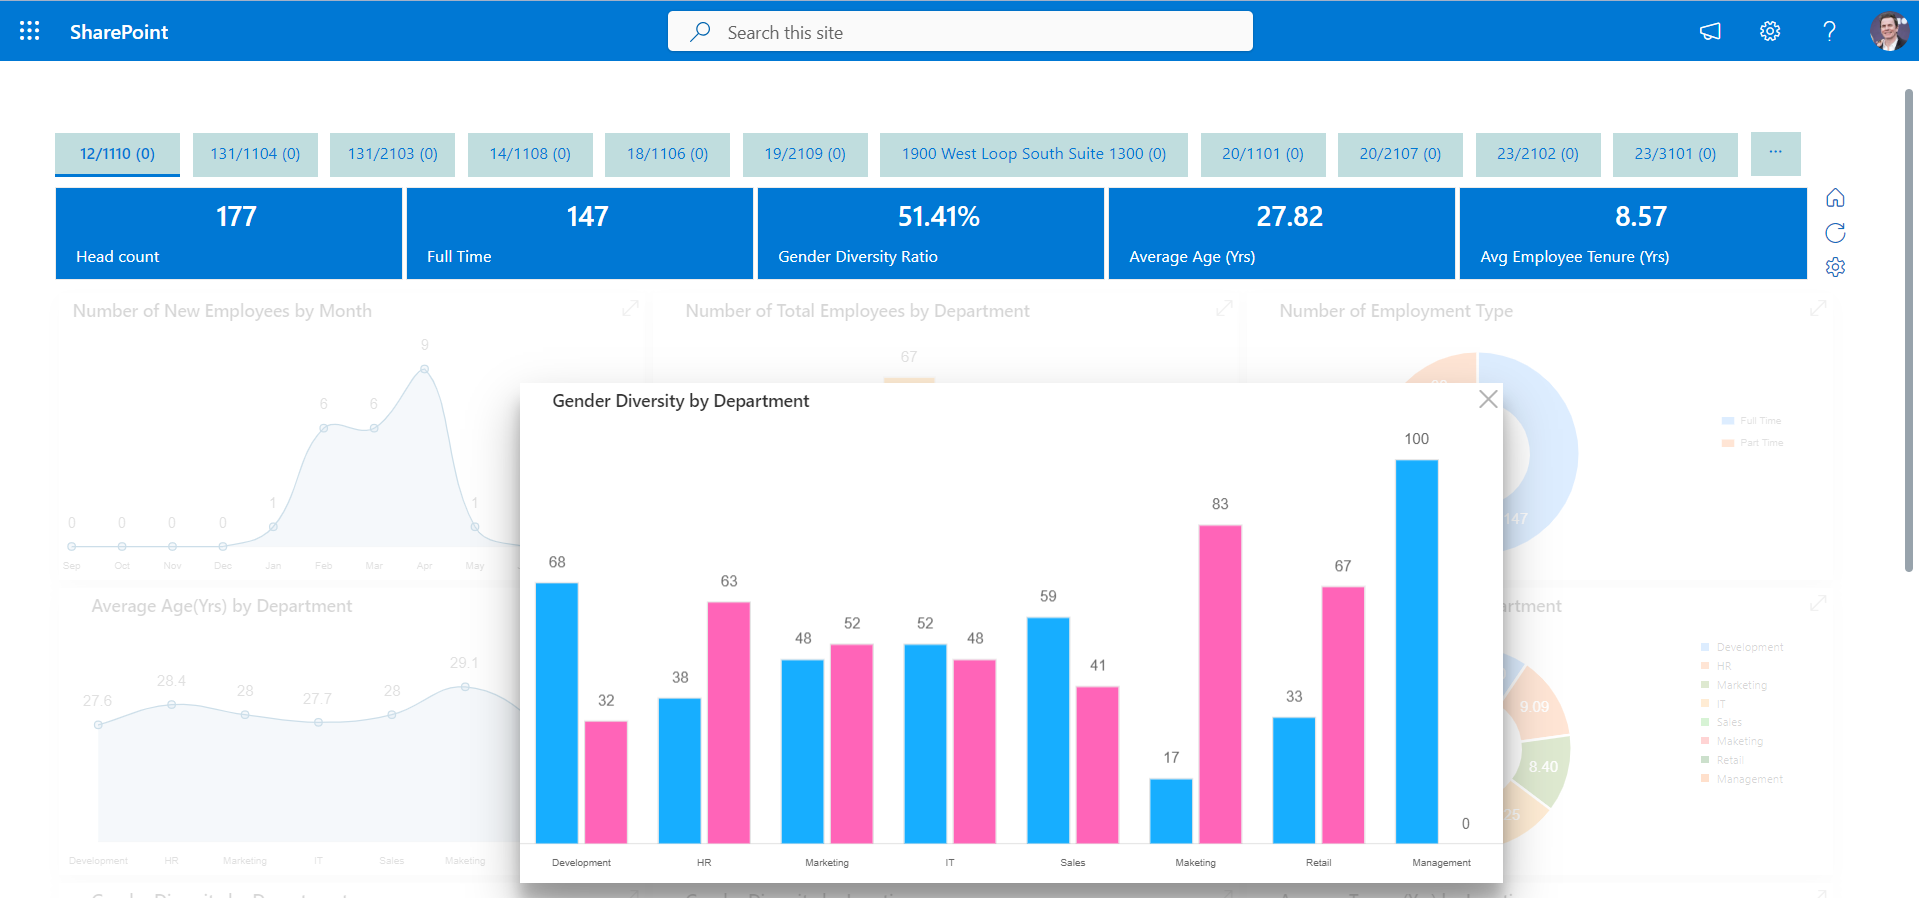 SharePoint
Search this site
12/1110 (0) 131/1104 (0) 131/2103 (0) 14/1108 (0) 18/1106 (0) 19/2109 (0) 1900 West Loop South Suite 1300 (0) 20/1101 (0) 20/2107 (0) 23/2102 (0) 23/3101 (0) ...
177 147 51.41% 27.82 8.57
Head count Full Time Gender Diversity Ratio Average Age (Yrs) Avg Employee Tenure (Yrs)
Number of New Employees by Month
0 0 0 0 1 6 6 9 1
Sep Oct Nov Dec Jan Feb Mar Apr May
Number of Total Employees by Department
67
Number of Employment Type
147
Full Time
Part Time
Average Age(Yrs) by Department
27.6 28.4 28 27.7 28 29.1
Development HR Marketing IT Sales Maketing
Gender Diversity by Department
68 32 38 63 48 52 52 48 59 41 17 83 33 67 100 0
Development HR Marketing IT Sales Maketing Retail Management
9.09
8.40
25
Development
HR
Marketing
IT
Sales
Maketing
Retail
Management